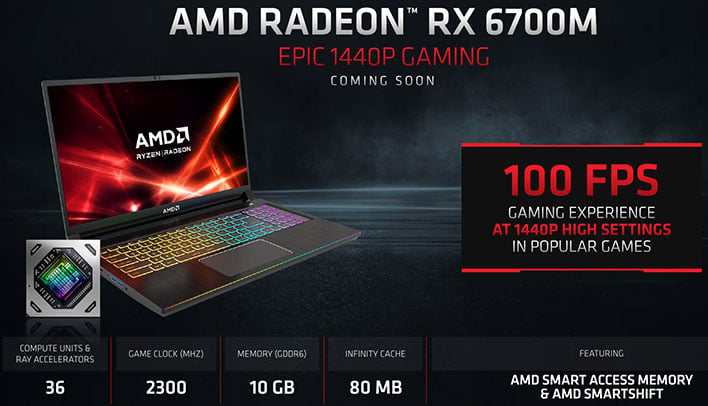 AMD RADEON™ RX 6700M
EPIC 1440P GAMING
COMING SOON
AMD
RYZEN | RADEON
AMD
100 FPS
GAMING EXPERIENCE
AT 1440P HIGH SETTINGS
IN POPULAR GAMES
COMPUTE UNITS &
RAY ACCELERATORS
36
GAME CLOCK (MHZ)
2300
MEMORY (GDDR6)
10 GB
INFINITY CACHE
80 MB
FEATURING
AMD SMART ACCESS MEMORY
& AMD SMARTSHIFT